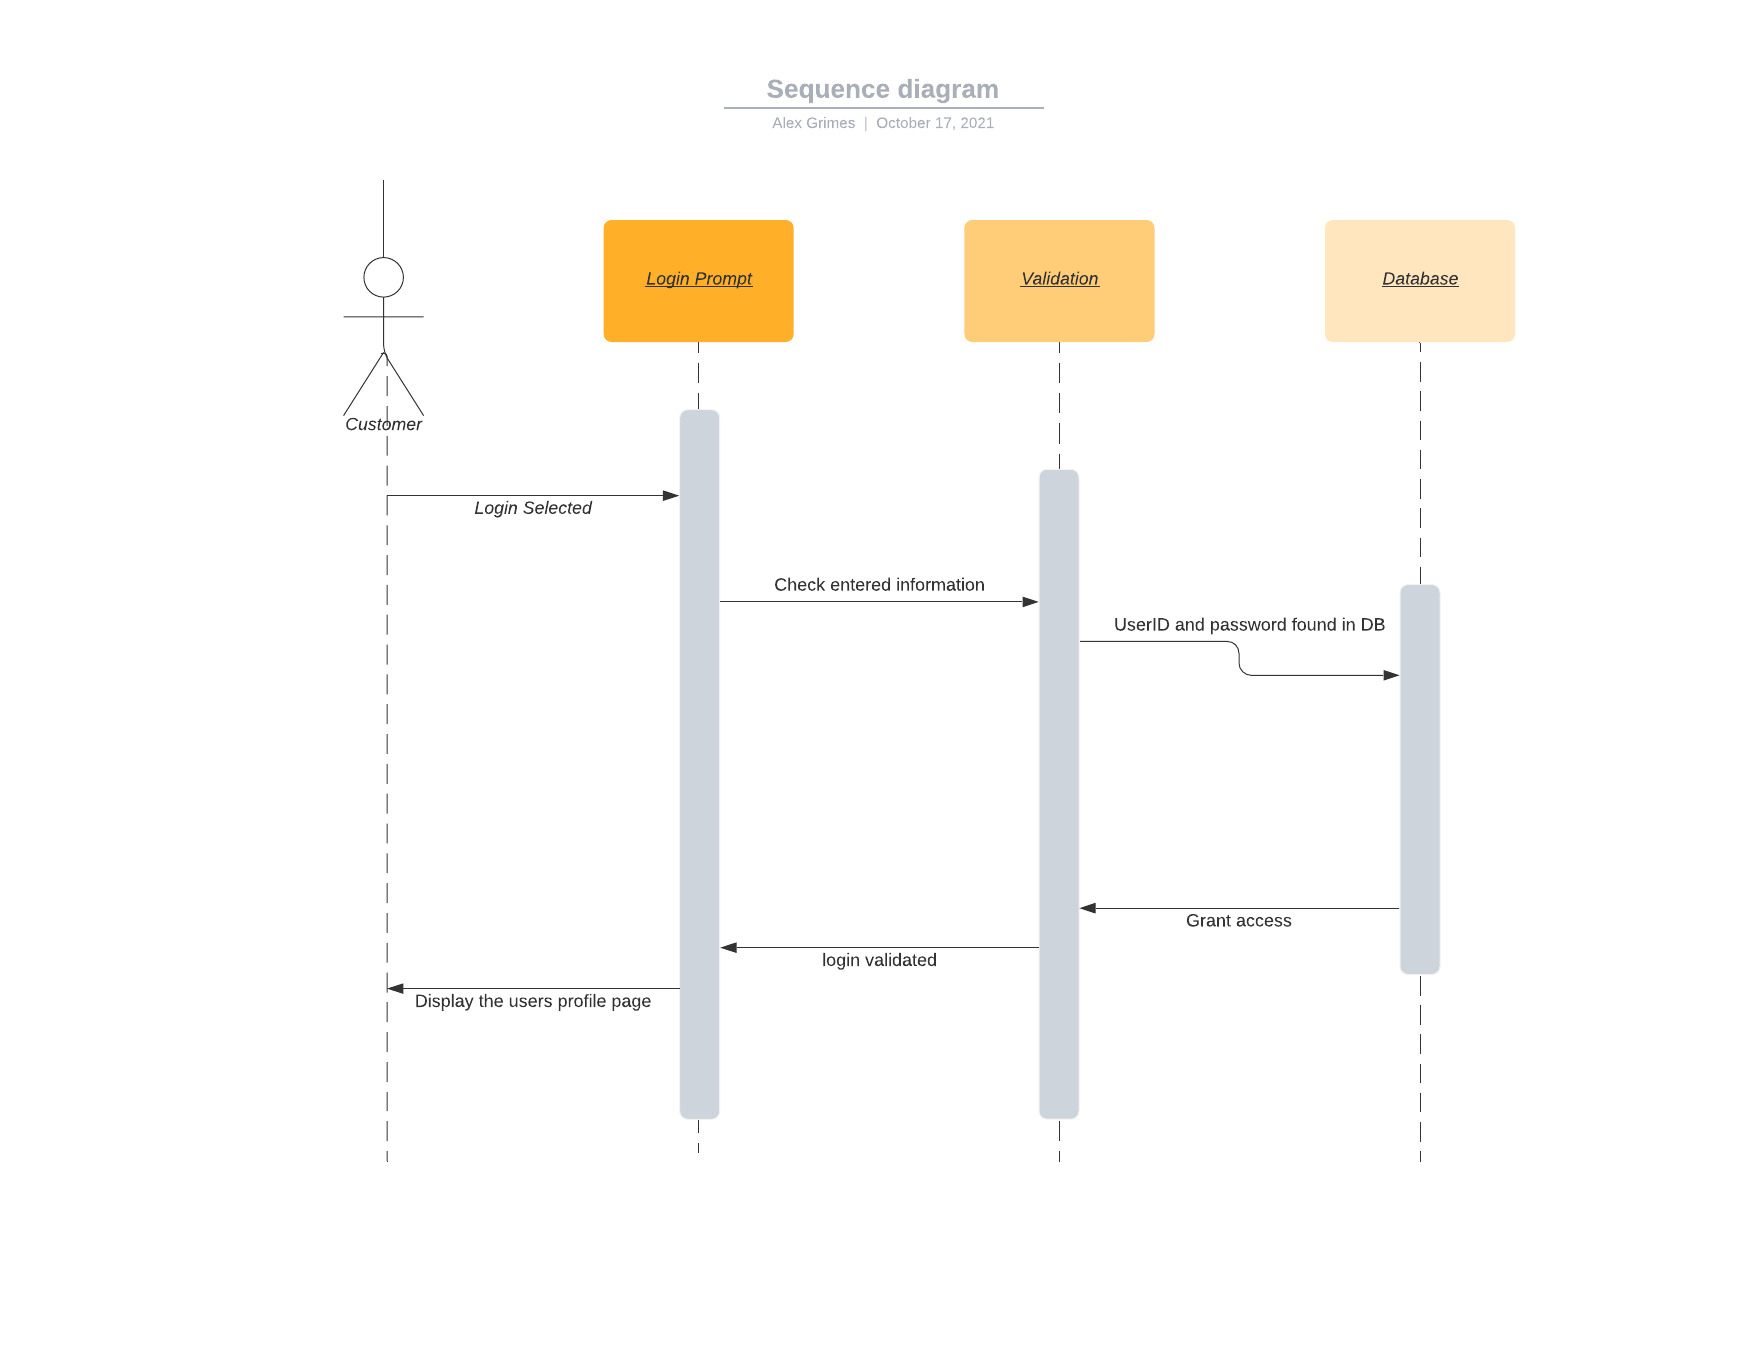 Sequence diagram
Alex Grimes | October 17, 2021
Login Prompt
Validation
Database
Customer
Login Selected
Check entered information
UserID and password found in DB
Grant access
login validated
Display the users profile page